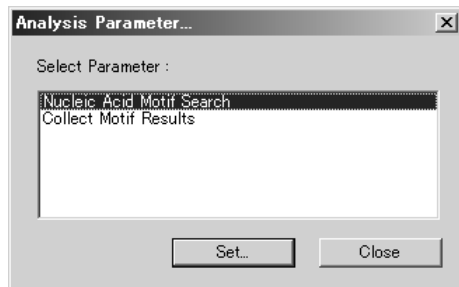 Analysis Parameter...
Select Parameter :
Nucleic Acid Motif Search
Collect Motif Results
Set... Close